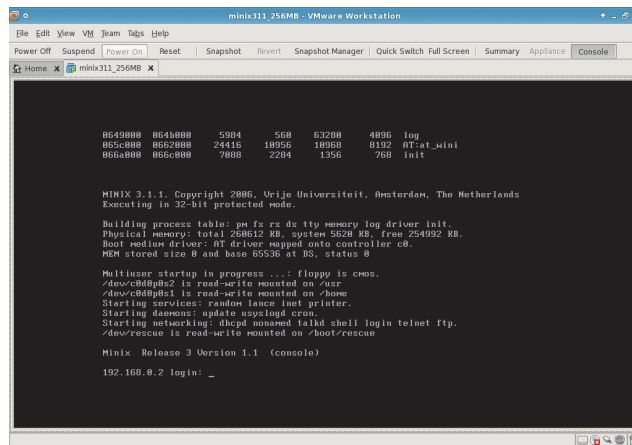 minix311_256MB - VMware Workstation
File Edit View VM Team Tabs Help
Power Off Suspend Power On Reset Snapshot Revert Snapshot Manager Quick Switch Full Screen Summary Appliance Console
Home minix311_256MB
0649000 064b000 5984 560 63280 4096 log
065c000 0662000 24416 10956 10968 8192 AT:at_wini
066a000 066c000 7088 2284 1356 768 init
MINIX 3.1.1. Copyright 2006, Vrije Universiteit, Amsterdam, The Netherlands
Executing in 32-bit protected mode.
Building process table: pm fs rs ds tty memory log driver init.
Physical memory: total 260612 KB, system 5620 KB, free 254992 KB.
Boot medium driver: AT driver mapped onto controller c0.
MEM stored size 0 and base 65536 at DS, status 0
Multiuser startup in progress ...: floppy is cmos.
/dev/c0d0p0s2 is read-write mounted on /usr
/dev/c0d0p0s1 is read-write mounted on /home
Starting services: random lance inet printer.
Starting daemons: update usyslogd cron.
Starting networking: dhcpd nonamed talkd shell login telnet ftp.
/dev/rescue is read-write mounted on /boot/rescue
Minix Release 3 Version 1.1 (console)
192.168.0.2 login: _